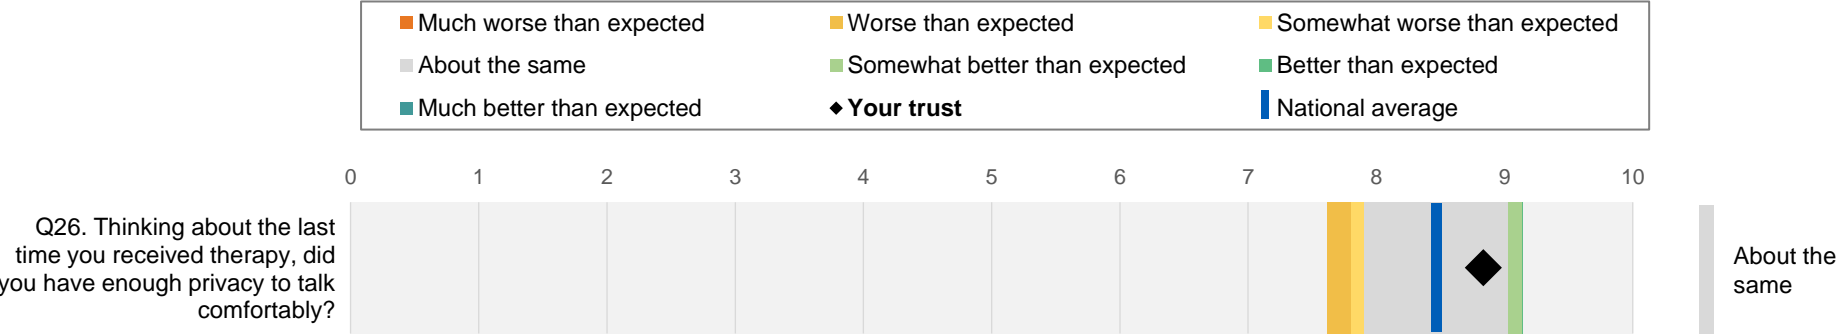 Much worse than expected
Worse than expected
Somewhat worse than expected
About the same
Somewhat better than expected
Better than expected
Much better than expected
Your trust
National average
0 1 2 3 4 5 6 7 8 9 10
Q26. Thinking about the last
time you received therapy, did
you have enough privacy to talk
comfortably?
About the
same